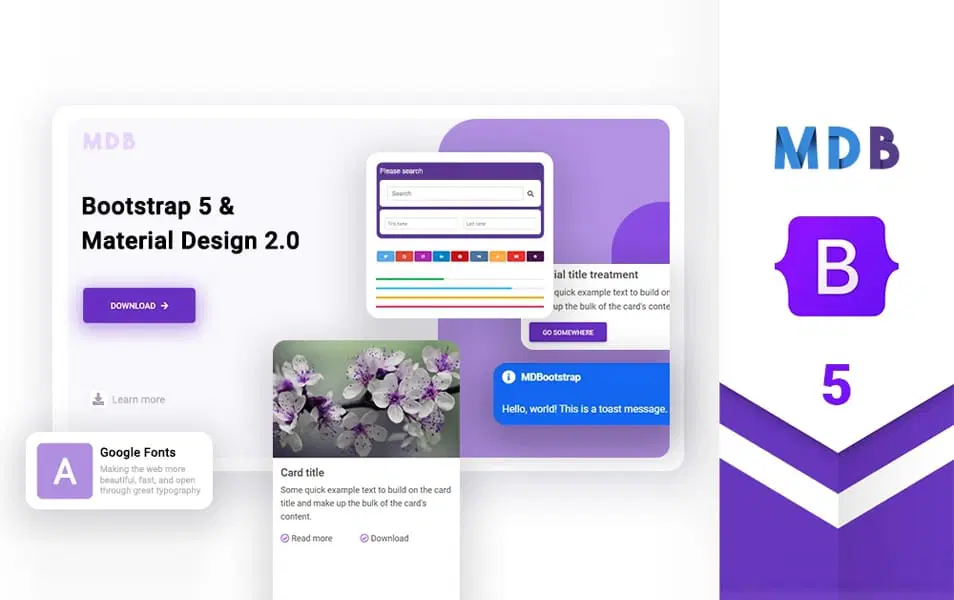 MDB
Bootstrap 5 &
Material Design 2.0
DOWNLOAD
Learn more
A
Google Fonts
Making the web more
beautiful, fast, and open
through great typography
Please search
Search
First name
Last name
ial title treatment
quick example text to build on
up the bulk of the card's conte
GO SOMEWHERE
MDBootstrap
Hello, world! This is a toast message.
Card title
Some quick example text to build on the card
title and make up the bulk of the card's
content.
Read more
Download
MDB
B
5